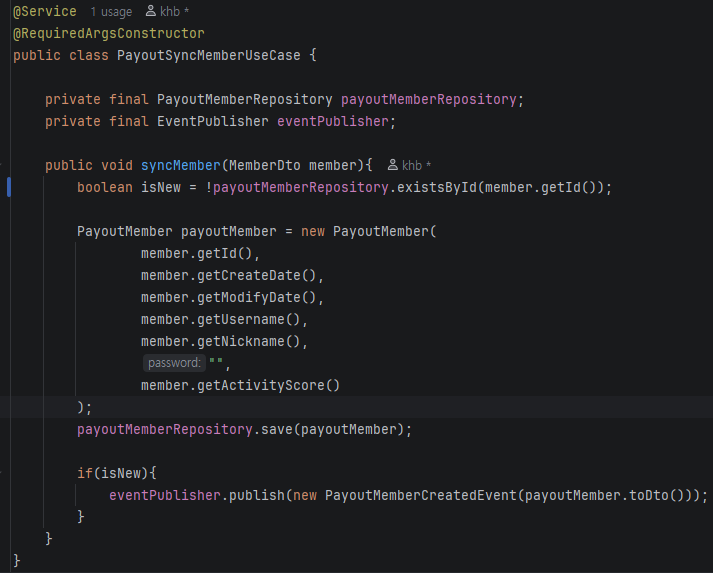 @Service 1 usage khb *
@RequiredArgsConstructor
public class PayoutSyncMemberUseCase {
private final PayoutMemberRepository payoutMemberRepository;
private final EventPublisher eventPublisher;
public void syncMember(MemberDto member){ khb *
boolean isNew = !payoutMemberRepository.existsById(member.getId());
PayoutMember payoutMember = new PayoutMember(
member.getId(),
member.getCreateDate(),
member.getModifyDate(),
member.getUsername(),
member.getNickname(),
password: "",
member.getActivityScore()
);
payoutMemberRepository.save(payoutMember);
if(isNew){
eventPublisher.publish(new PayoutMemberCreatedEvent(payoutMember.toDto()));
}
}
}